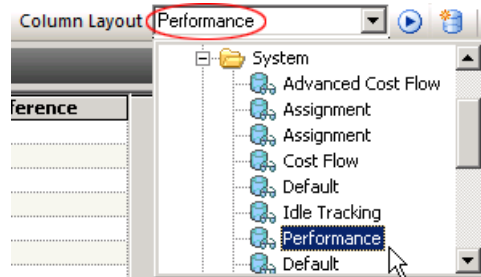 Column Layout Performance
System
Advanced Cost Flow
ference
Assignment
Assignment
Cost Flow
Default
Idle Tracking
Performance
Default